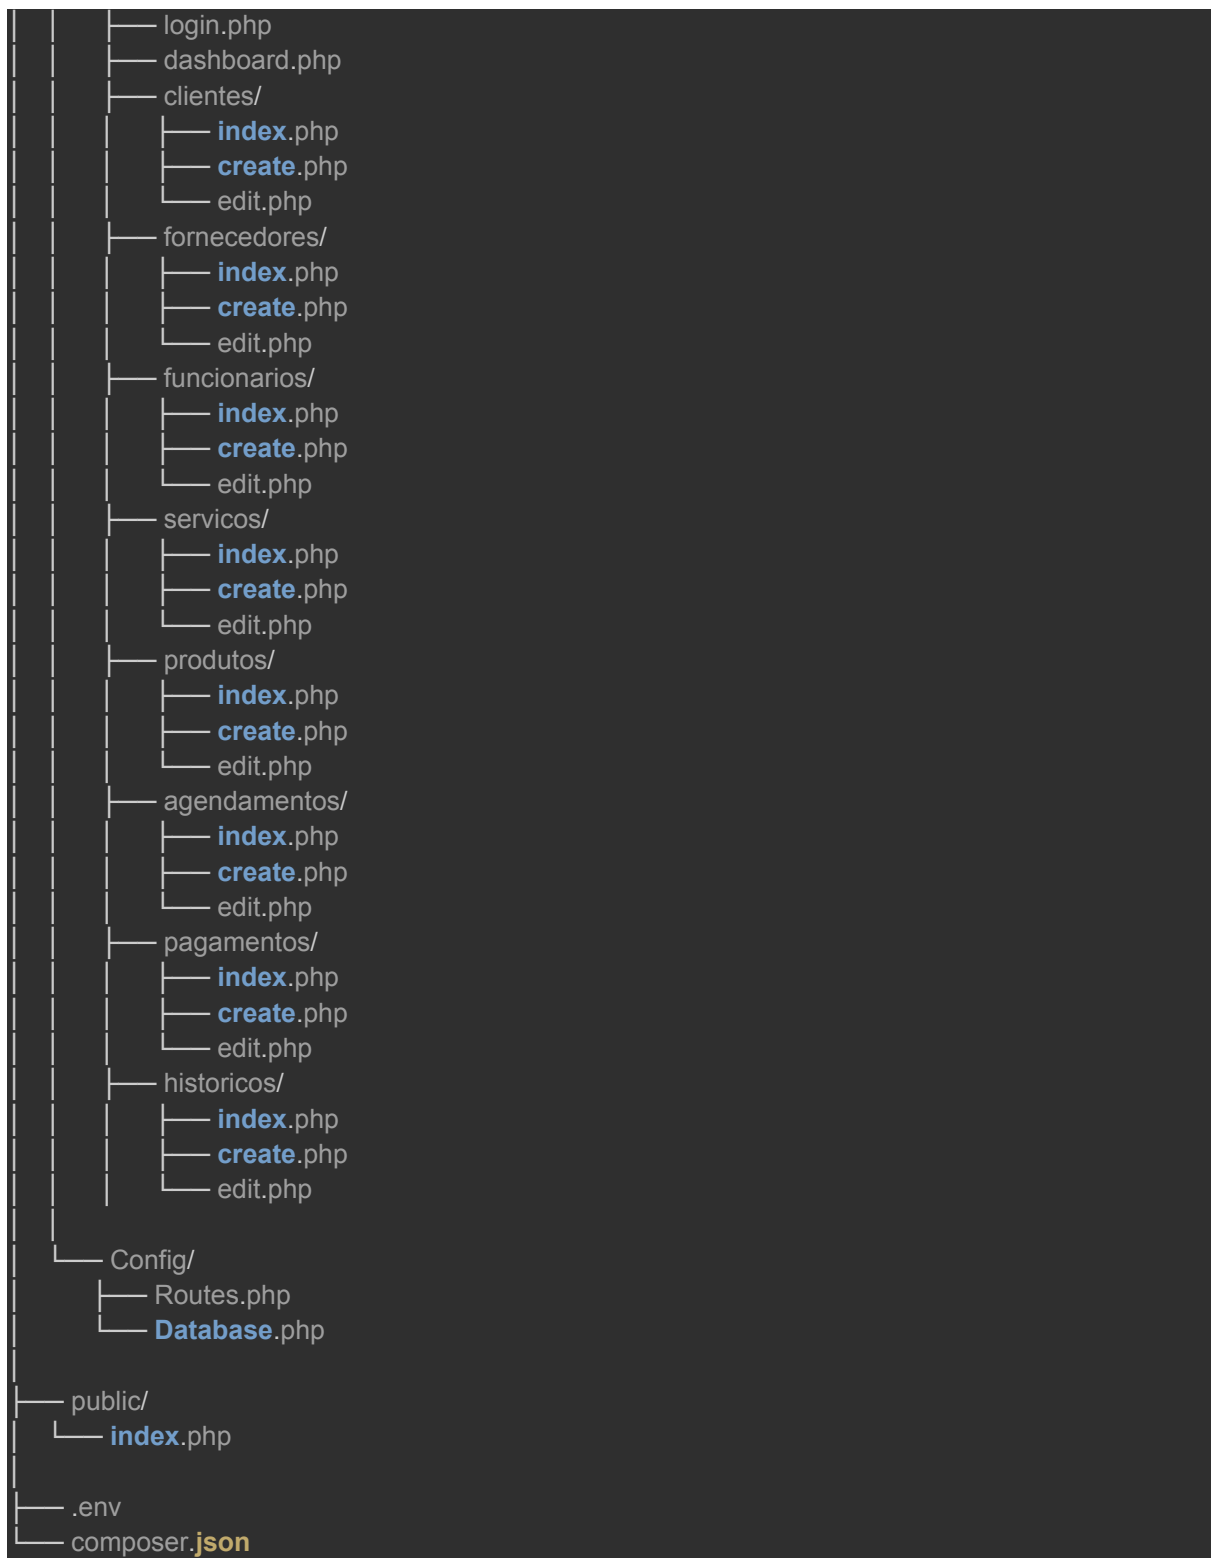 │   │   ├── login.php
│   │   ├── dashboard.php
│   │   ├── clientes/
│   │   │   ├── index.php
│   │   │   ├── create.php
│   │   │   └── edit.php
│   │   ├── fornecedores/
│   │   │   ├── index.php
│   │   │   ├── create.php
│   │   │   └── edit.php
│   │   ├── funcionarios/
│   │   │   ├── index.php
│   │   │   ├── create.php
│   │   │   └── edit.php
│   │   ├── servicos/
│   │   │   ├── index.php
│   │   │   ├── create.php
│   │   │   └── edit.php
│   │   ├── produtos/
│   │   │   ├── index.php
│   │   │   ├── create.php
│   │   │   └── edit.php
│   │   ├── agendamentos/
│   │   │   ├── index.php
│   │   │   ├── create.php
│   │   │   └── edit.php
│   │   ├── pagamentos/
│   │   │   ├── index.php
│   │   │   ├── create.php
│   │   │   └── edit.php
│   │   ├── historicos/
│   │   │   ├── index.php
│   │   │   ├── create.php
│   │   │   └── edit.php
│   │
│   └── Config/
│       ├── Routes.php
│       └── Database.php
│
├── public/
│   └── index.php
│
├── .env
└── composer.json